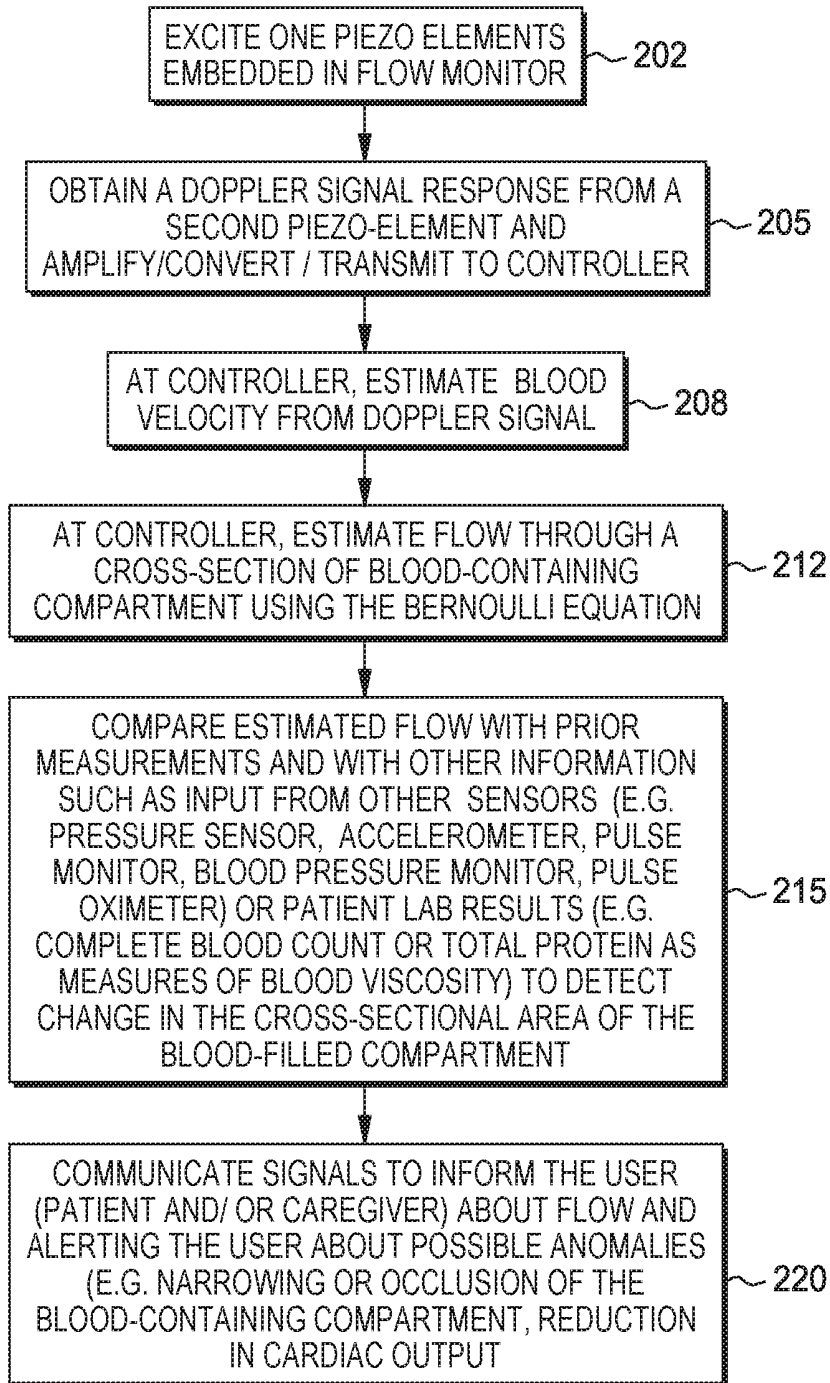 EXCITE ONE PIEZO ELEMENTS
EMBEDDED IN FLOW MONITOR
202
OBTAIN A DOPPLER SIGNAL RESPONSE FROM A
SECOND PIEZO-ELEMENT AND
AMPLIFY/CONVERT / TRANSMIT TO CONTROLLER
205
AT CONTROLLER, ESTIMATE BLOOD
VELOCITY FROM DOPPLER SIGNAL
208
AT CONTROLLER, ESTIMATE FLOW THROUGH A
CROSS-SECTION OF BLOOD-CONTAINING
COMPARTMENT USING THE BERNOULLI EQUATION
212
COMPARE ESTIMATED FLOW WITH PRIOR
MEASUREMENTS AND WITH OTHER INFORMATION
SUCH AS INPUT FROM OTHER SENSORS (E.G.
PRESSURE SENSOR, ACCELEROMETER, PULSE
MONITOR, BLOOD PRESSURE MONITOR, PULSE
OXIMETER) OR PATIENT LAB RESULTS (E.G.
COMPLETE BLOOD COUNT OR TOTAL PROTEIN AS
MEASURES OF BLOOD VISCOSITY) TO DETECT
CHANGE IN THE CROSS-SECTIONAL AREA OF THE
BLOOD-FILLED COMPARTMENT
215
COMMUNICATE SIGNALS TO INFORM THE USER
(PATIENT AND/ OR CAREGIVER) ABOUT FLOW AND
ALERTING THE USER ABOUT POSSIBLE ANOMALIES
(E.G. NARROWING OR OCCLUSION OF THE
BLOOD-CONTAINING COMPARTMENT, REDUCTION
IN CARDIAC OUTPUT
220